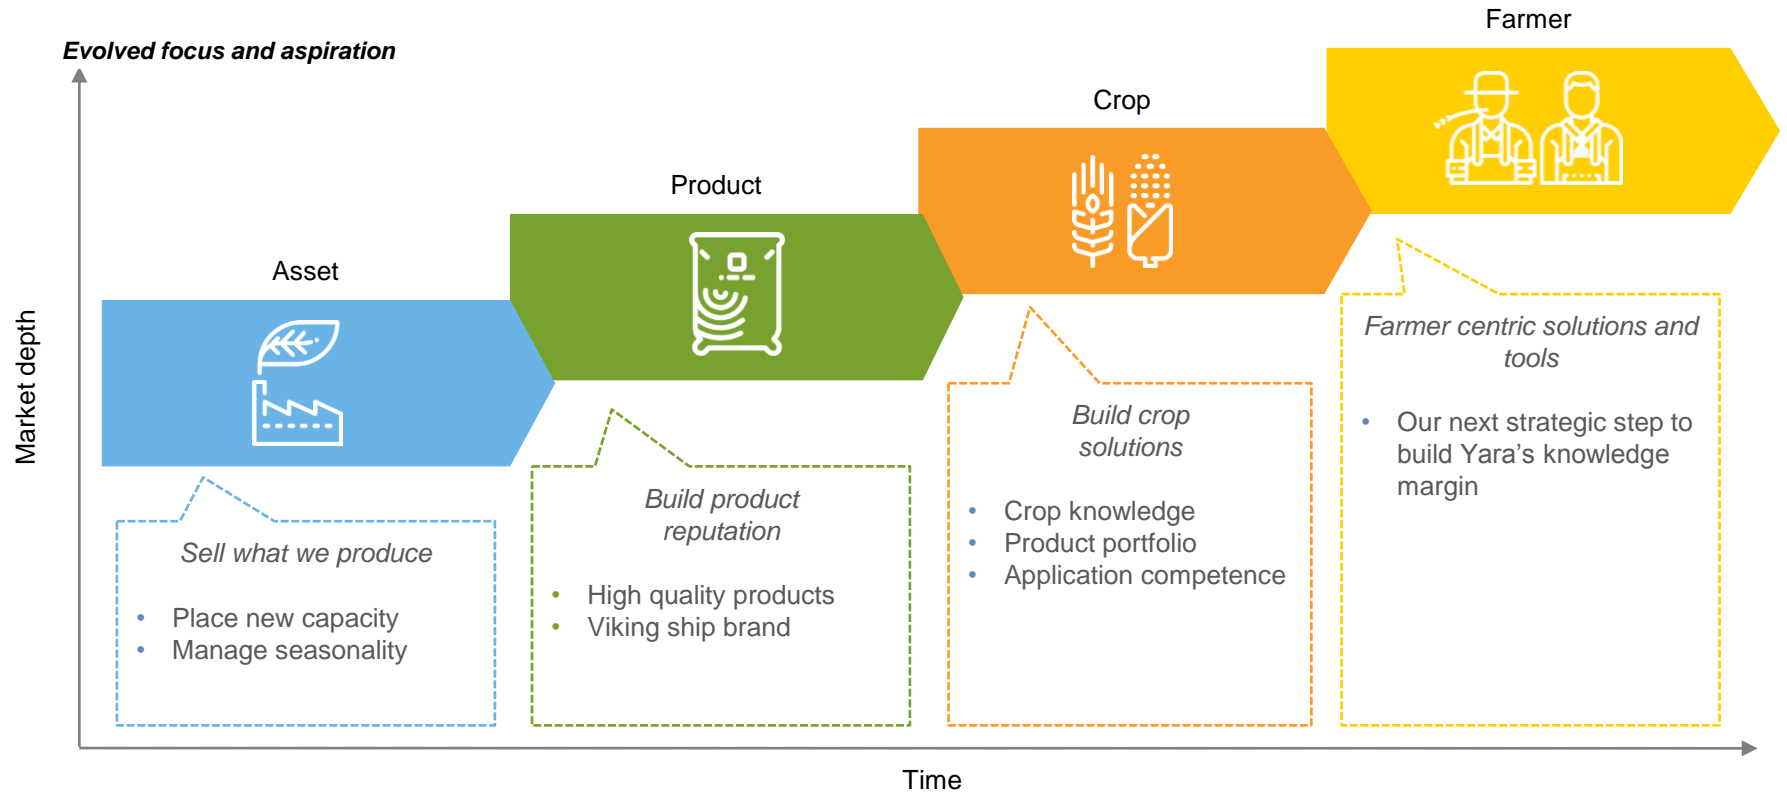 Evolved focus and aspiration
Market depth
Time
Asset
Sell what we produce
• Place new capacity
• Manage seasonality
Product
Build product
reputation
• High quality products
• Viking ship brand
Crop
Build crop
solutions
• Crop knowledge
• Product portfolio
• Application competence
Farmer
Farmer centric solutions and
tools
• Our next strategic step to
build Yara’s knowledge
margin